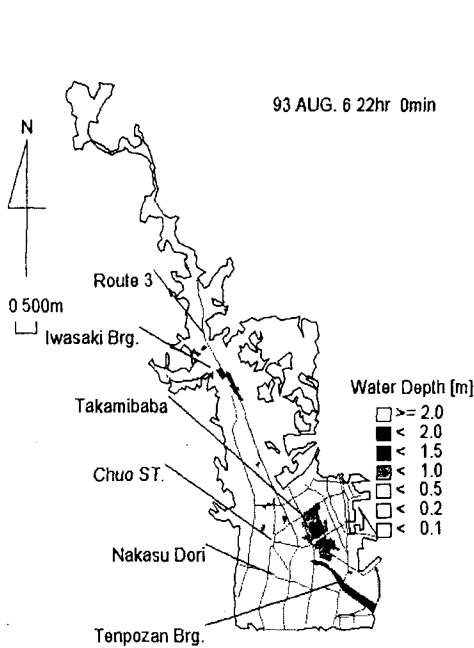 93 AUG. 6 22hr 0min
N
0 500m
Route 3
Iwasaki Brg.
Takamibaba
Chuo ST.
Nakasu Dori
Tenpozan Brg.
Water Depth [m]
>= 2.0
< 2.0
< 1.5
< 1.0
< 0.5
< 0.2
< 0.1